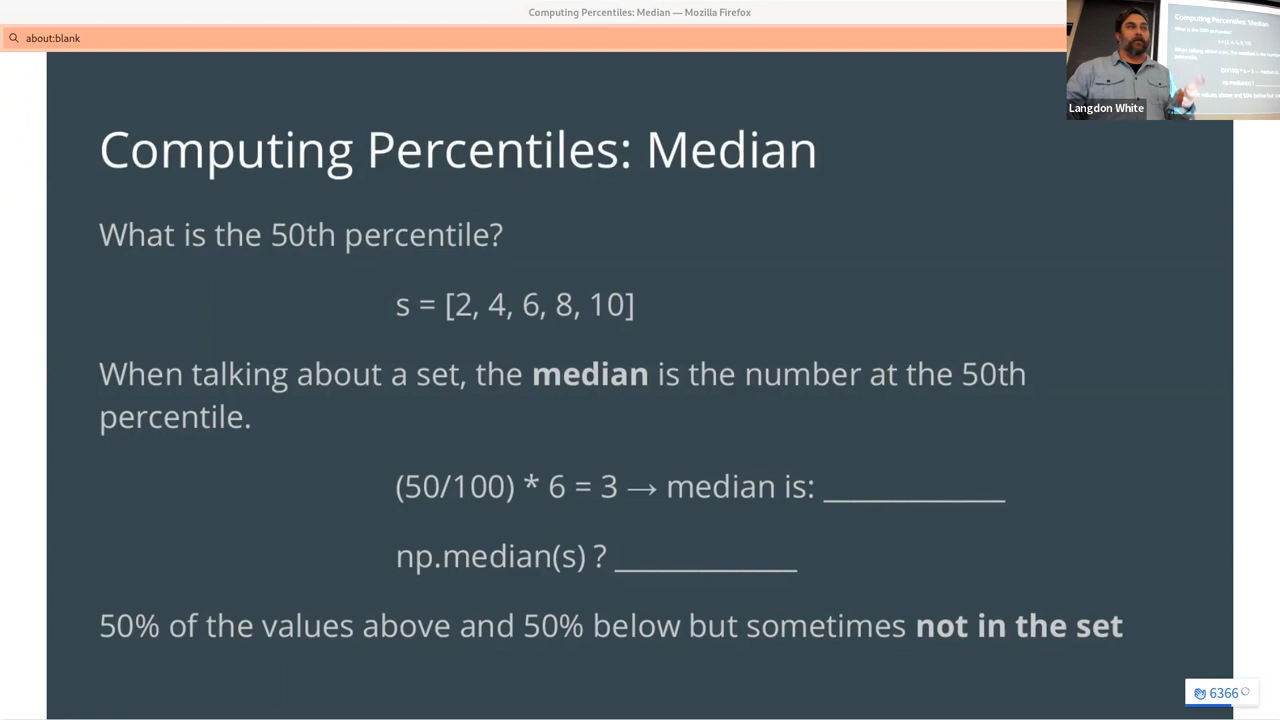 Computing Percentiles: Median — Mozilla Firefox
about:blank
Computing Percentiles: Median
What is the 50th percentile?
s = [2, 4, 6, 8, 10]
When talking about a set, the median is the number at the 50th
percentile.
(50/100) * 6 = 3 → median is: ____________
np.median(s) ? ____________
50% of the values above and 50% below but sometimes not in the set
Langdon White
Computing Percentiles: Median
6366